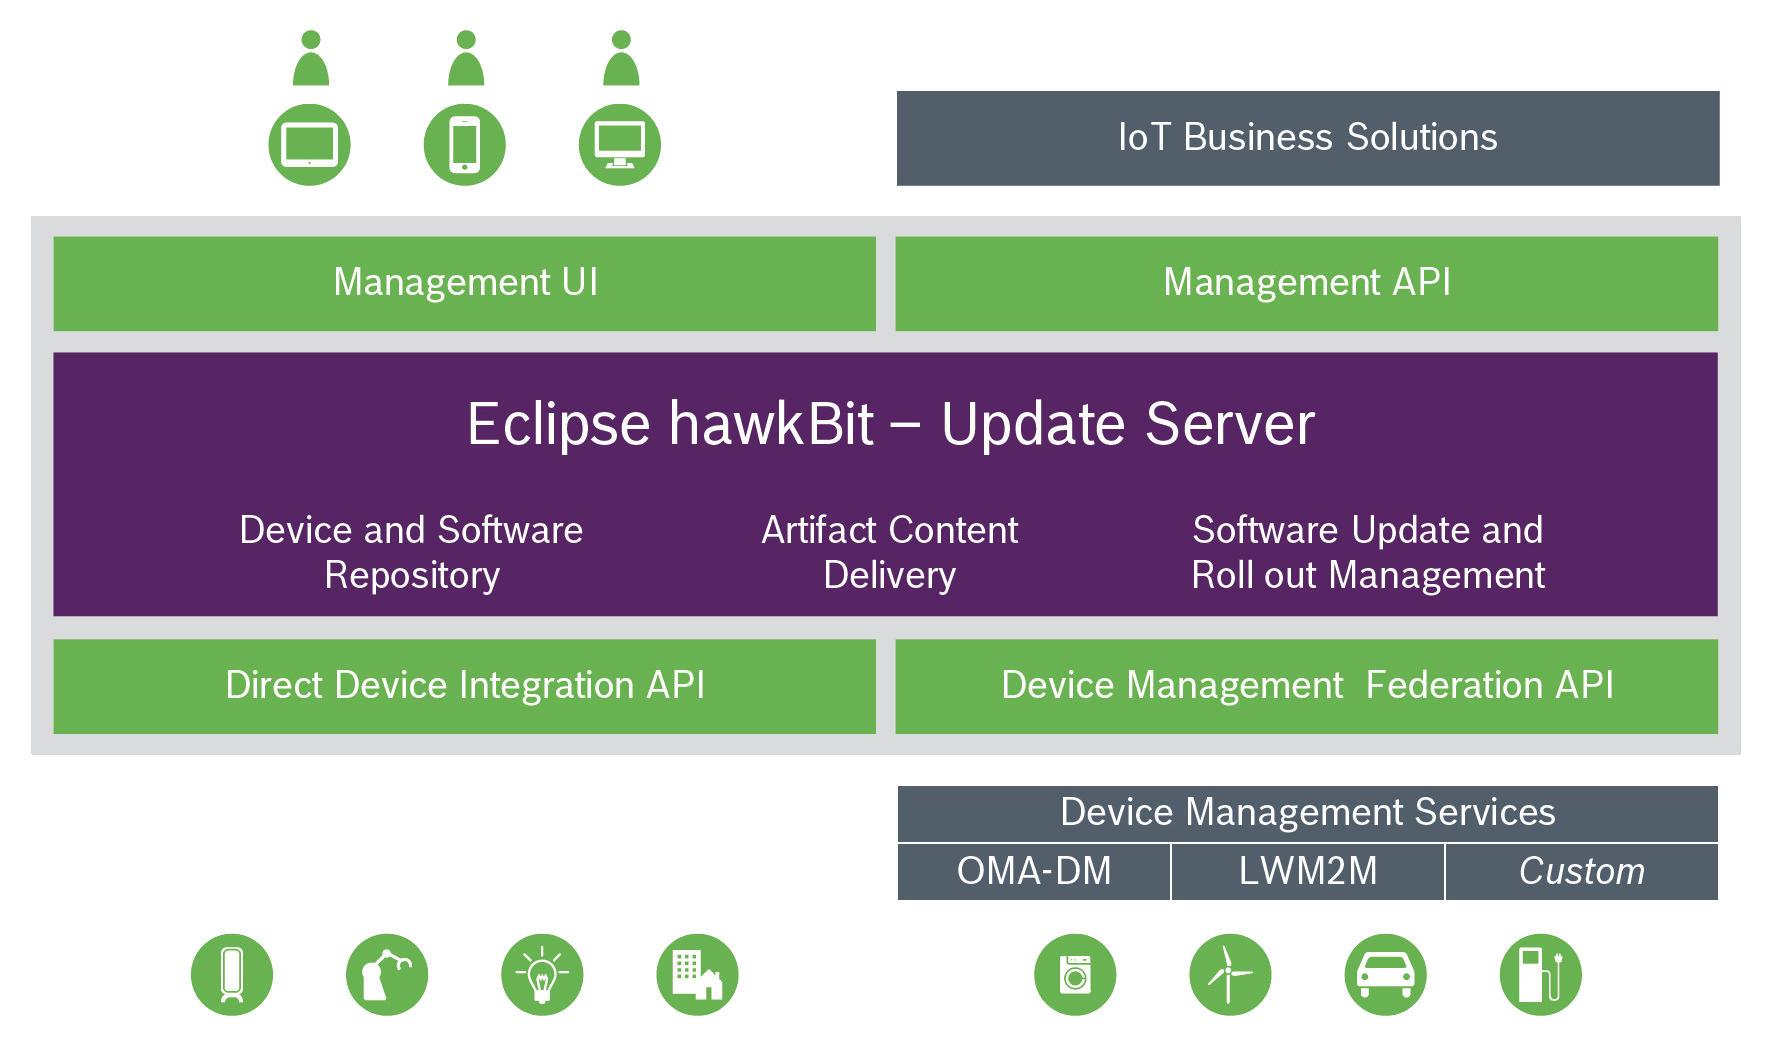 IoT Business Solutions
Management UI
Management API
Eclipse hawkBit – Update Server
Device and Software
Repository
Artifact Content
Delivery
Software Update and
Roll out Management
Direct Device Integration API
Device Management  Federation API
Device Management Services
OMA-DM
LWM2M
Custom